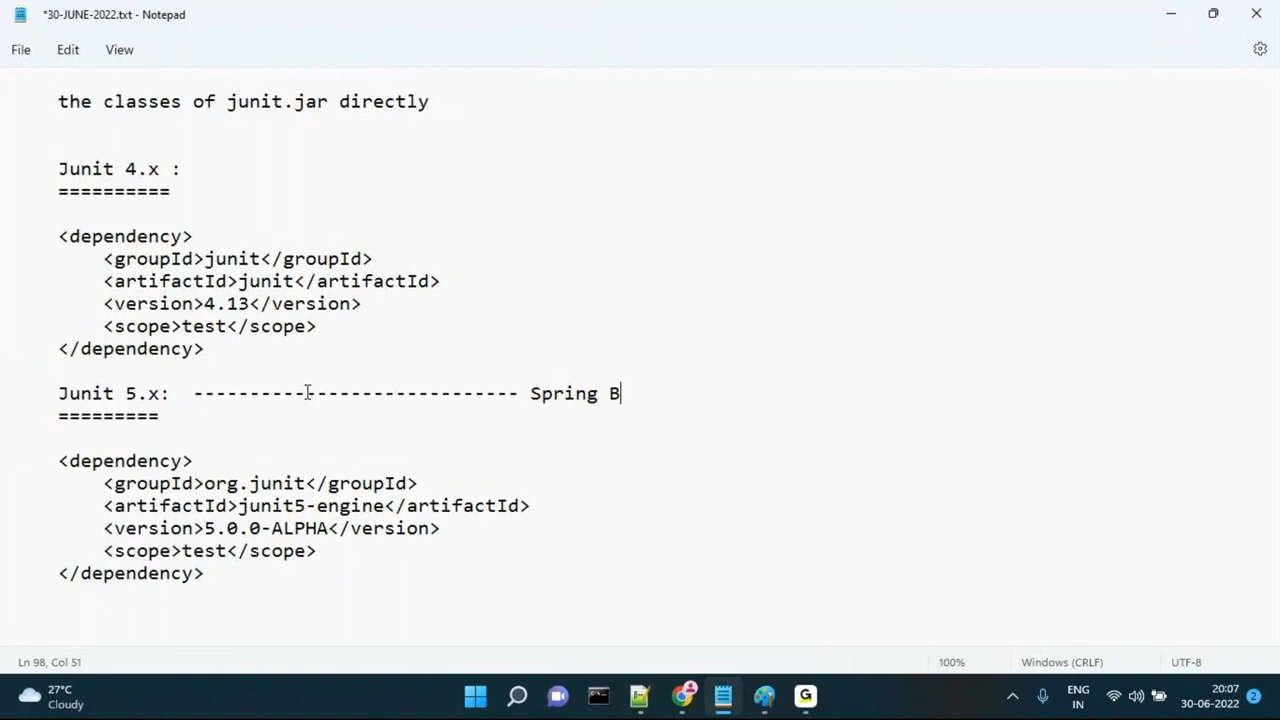 *30-JUNE-2022.txt - Notepad
File Edit View
the classes of junit.jar directly
Junit 4.x :
==========
<dependency>
<groupId>junit</groupId>
<artifactId>junit</artifactId>
<version>4.13</version>
<scope>test</scope>
</dependency>
Junit 5.x: ----------------------------- Spring B
=========
<dependency>
<groupId>org.junit</groupId>
<artifactId>junit5-engine</artifactId>
<version>5.0.0-ALPHA</version>
<scope>test</scope>
</dependency>
Ln 98, Col 51 100% Windows (CRLF) UTF-8
27°C
Cloudy
ENG
IN
20:07
30-06-2022
2